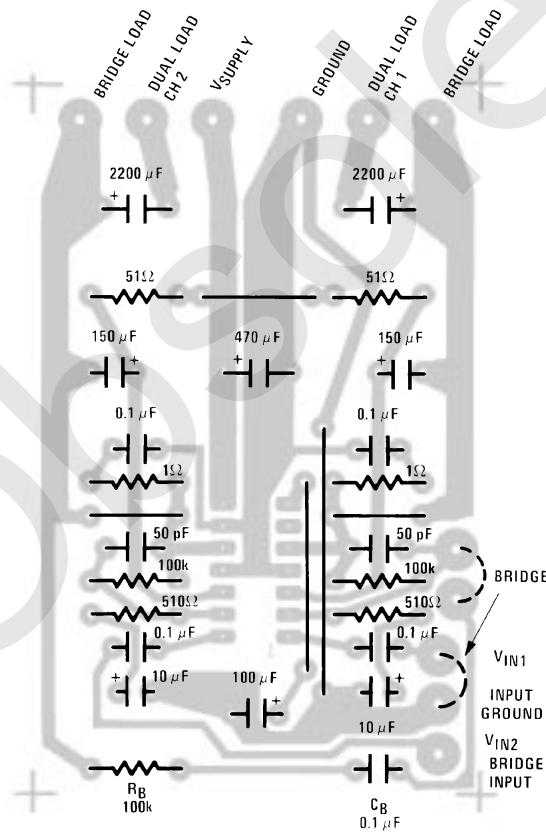 BRIDGE LOAD
DUAL LOAD
CH 2
VSUPPLY
GROUND
DUAL LOAD
CH 1
BRIDGE LOAD
2200 μF
+
2200 μF
+
51Ω
51Ω
150 μF
+
470 μF
+
150 μF
+
0.1 μF
0.1 μF
1Ω
1Ω
50 pF
50 pF
100k
100k
BRIDGE
510Ω
510Ω
0.1 μF
0.1 μF
VIN1
+
10 μF
100 μF
+
+
10 μF
INPUT
GROUND
VIN2
BRIDGE
INPUT
RB
100k
CB
0.1 μF
Obsolete